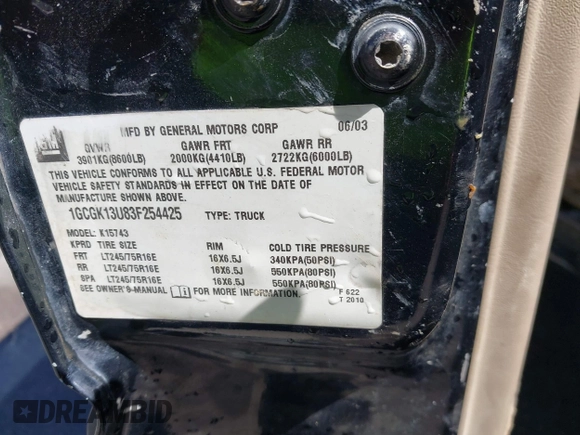 MFD BY GENERAL MOTORS CORP 06/03
GVWR GAWR FRT GAWR RR
3901KG(8600LB) 2000KG(4410LB) 2722KG(6000LB)
THIS VEHICLE CONFORMS TO ALL APPLICABLE U.S. FEDERAL MOTOR
VEHICLE SAFETY STANDARDS IN EFFECT ON THE DATE OF
MANUFACTURE SHOWN ABOVE.
1GCGK13U83F254425 TYPE: TRUCK
MODEL: K15743
KPRD TIRE SIZE RIM COLD TIRE PRESSURE
FRT LT245/75R16E 16X6.5J 340KPA(50PSI)
RR LT245/75R16E 16X6.5J 550KPA(80PSI)
SPA LT245/75R16E 16X6.5J 550KPA(80PSI)
SEE OWNER'S MANUAL FOR MORE INFORMATION. F 622
T 2010
DREAMBID